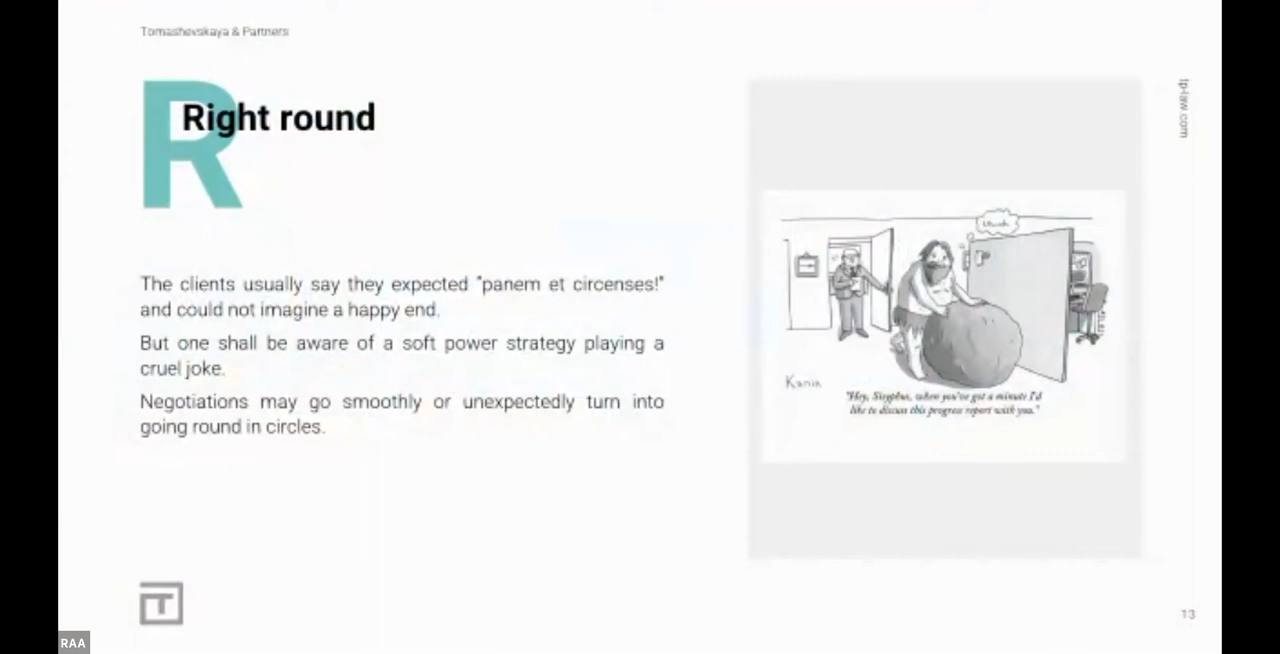 Tomashevskaya & Partners
R
Right round
The clients usually say they expected "panem et circenses!"
and could not imagine a happy end.
But one shall be aware of a soft power strategy playing a
cruel joke.
Negotiations may go smoothly or unexpectedly turn into
going round in circles.
Kanin
"Hey, Sisyphus, when you've got a minute I'd
like to discuss this progress report with you."
tp-law.com
13
RAA